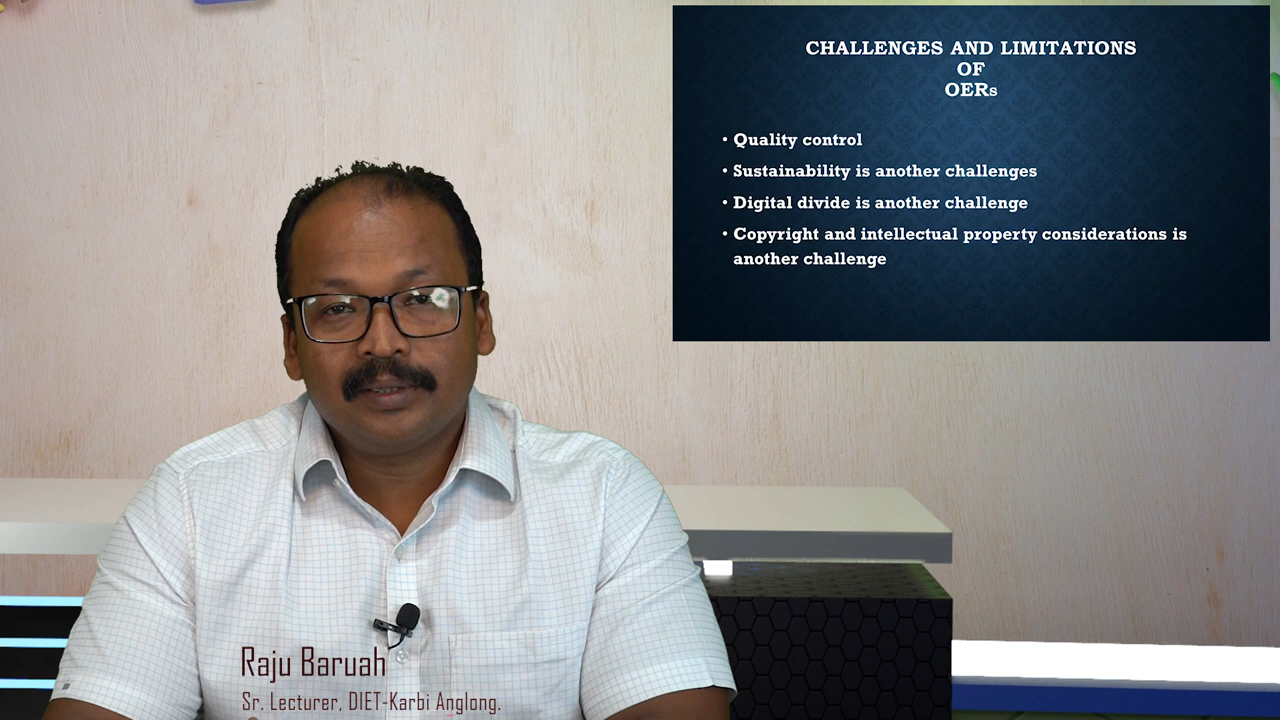 CHALLENGES AND LIMITATIONS
OF
OERs
• Quality control
• Sustainability is another challenges
• Digital divide is another challenge
• Copyright and intellectual property considerations is
another challenge
Raju Baruah
Sr. Lecturer, DIET-Karbi Anglong.